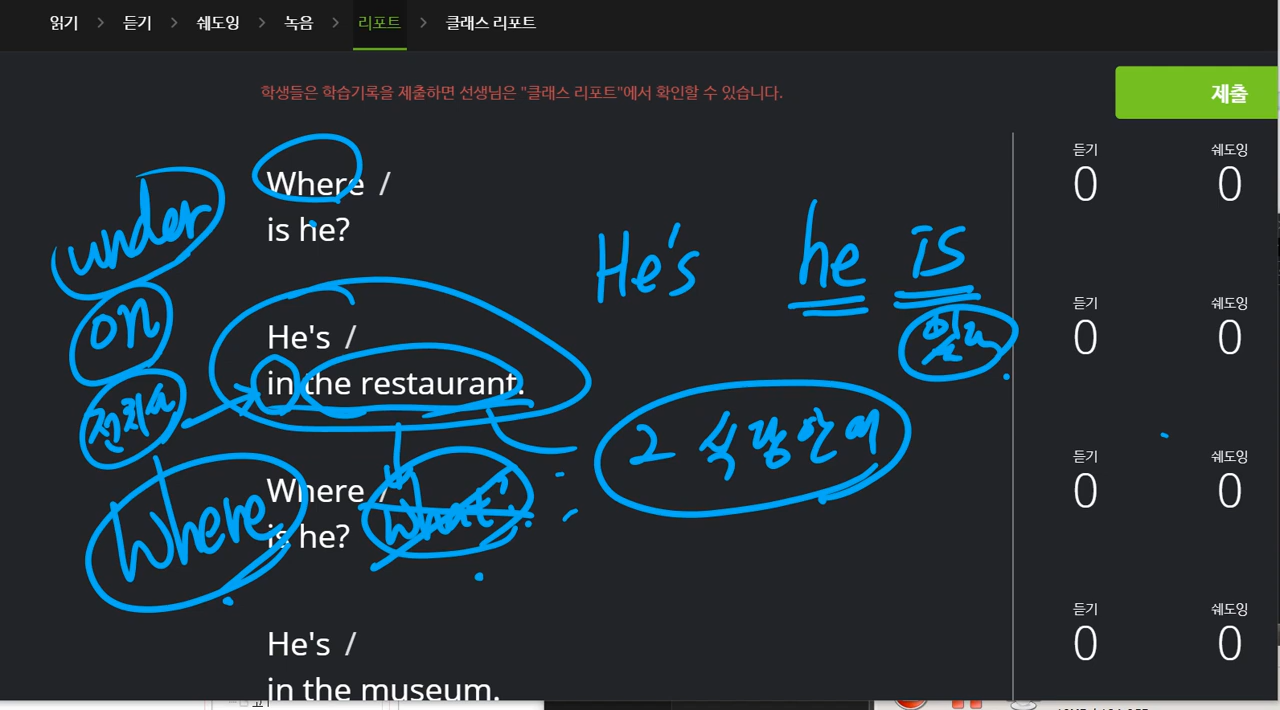 읽기 > 듣기 > 쉐도잉 > 녹음 > 리포트 > 클래스 리포트
학생들은 학습기록을 제출하면 선생님은 "클래스 리포트"에서 확인할 수 있습니다.
제출
듣기 쉐도잉
0 0
Where /
is he?
under
He's he is
있다
듣기 쉐도잉
0 0
on
He's /
in the restaurant.
전치사
2 식당안에
듣기 쉐도잉
0 0
Where /
is he?
What
Where
듣기 쉐도잉
0 0
He's /
in the museum.